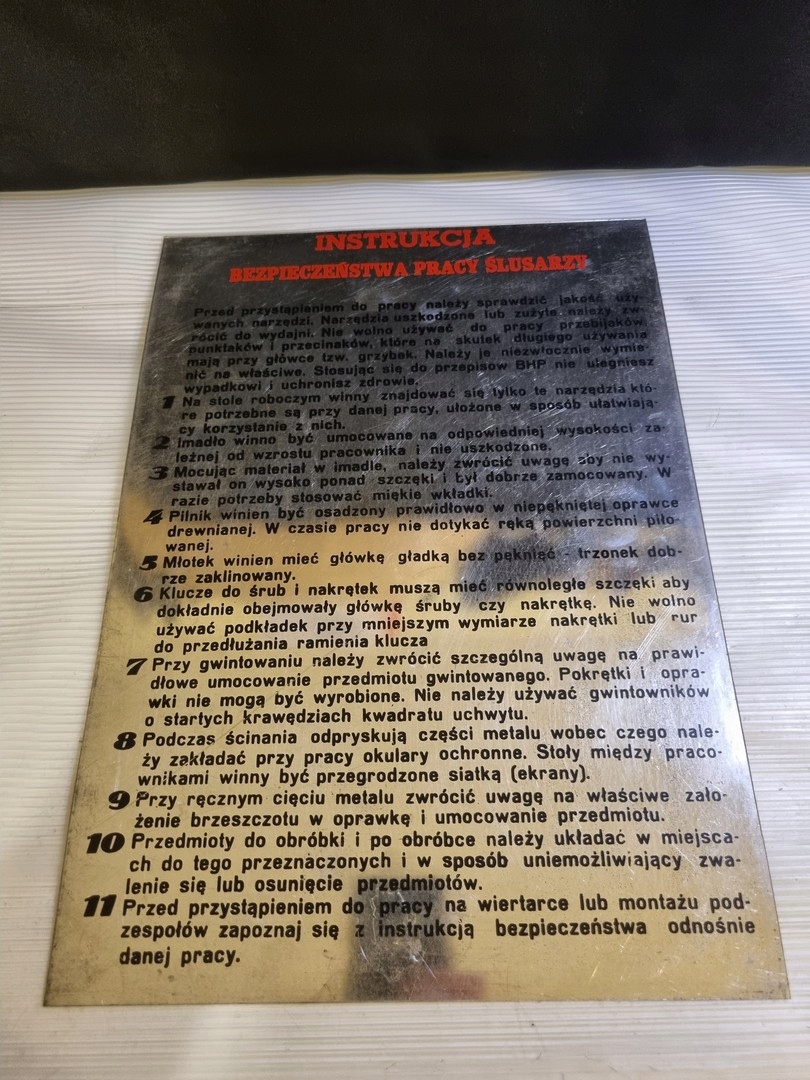 INSTRUKCJA
BEZPIECZEŃSTWA PRACY ŚLUSARZY
Przed przystąpieniem do pracy należy sprawdzić jakość uży-
wanych narzędzi. Narzędzia uszkodzone lub zużyte należy zw-
rócić do wydajni. Nie wolno używać do pracy przebijaków,
punktaków i przecinaków, które na skutek długiego używania
mają przy główce tzw. grzybek. Należy je niezwłocznie wymie-
nić na właściwe. Stosując się do przepisów BHP nie ulegniesz
wypadkowi i uchronisz zdrowie.
1 Na stole roboczym winny znajdować się tylko te narzędzia któ-
re potrzebne są przy danej pracy, ułożone w sposób ułatwiają-
cy korzystanie z nich.
2 Imadło winno być umocowane na odpowiedniej wysokości za-
leżnej od wzrostu pracownika i nie uszkodzone.
3 Mocując materiał w imadle, należy zwrócić uwagę aby nie wy-
stawał on wysoko ponad szczęki i był dobrze zamocowany. W
razie potrzeby stosować miękie wkładki.
4 Pilnik winien być osadzony prawidłowo w niepękniętej oprawce
drewnianej. W czasie pracy nie dotykać ręką powierzchni piło-
wanej.
5 Młotek winien mieć główkę gładką bez pęknięć - trzonek dob-
rze zaklinowany.
6 Klucze do śrub i nakrętek muszą mieć równoległe szczęki aby
dokładnie obejmowały główkę śruby czy nakrętkę. Nie wolno
używać podkładek przy mniejszym wymiarze nakrętki lub rur
do przedłużania ramienia klucza
7 Przy gwintowaniu należy zwrócić szczególną uwagę na prawi-
dłowe umocowanie przedmiotu gwintowanego. Pokrętki i opra-
wki nie mogą być wyrobione. Nie należy używać gwintowników
o startych krawędziach kwadratu uchwytu.
8 Podczas ścinania odpryskują części metalu wobec czego nale-
ży zakładać przy pracy okulary ochronne. Stoły między praco-
wnikami winny być przegrodzone siatką (ekrany).
9 Przy ręcznym cięciu metalu zwrócić uwagę na właściwe zało-
żenie brzeszczotu w oprawkę i umocowanie przedmiotu.
10 Przedmioty do obróbki i po obróbce należy układać w miejsca-
ch do tego przeznaczonych i w sposób uniemożliwiający zwa-
lenie się lub osunięcie przedmiotów.
11 Przed przystąpieniem do pracy na wiertarce lub montażu pod-
zespołów zapoznaj się z instrukcją bezpieczeństwa odnośnie
danej pracy.